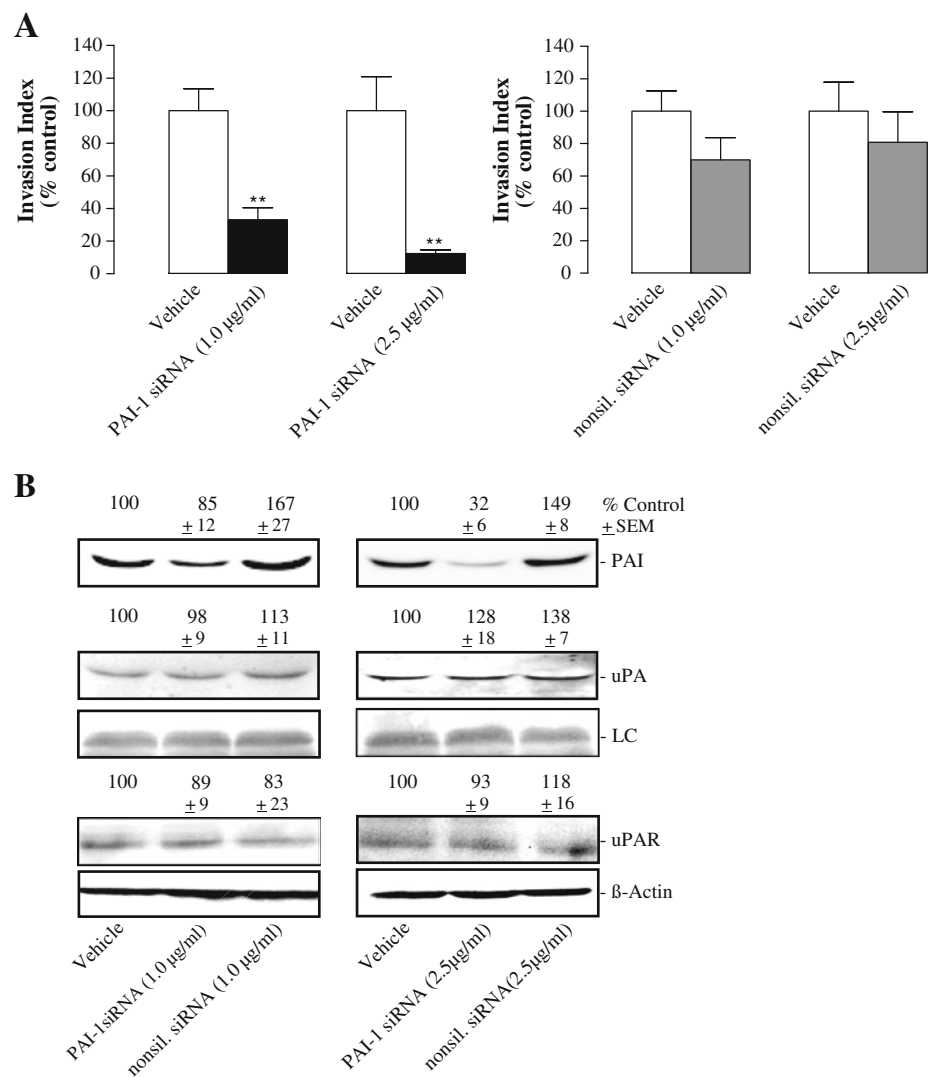 A
Invasion Index
(% control)
140
120
100
80
60
40
20
0
**
**
Vehicle
PAI-1 siRNA (1.0 µg/ml)
Vehicle
PAI-1 siRNA (2.5 µg/ml)
Invasion Index
(% control)
140
120
100
80
60
40
20
0
Vehicle
nonsil. siRNA (1.0 µg/ml)
Vehicle
nonsil. siRNA (2.5µg/ml)
B
100 85 167 100 32 149 % Control
±12 ±27 ±6 ±8 ±SEM
- PAI
100 98 113 100 128 138
±9 ±11 ±18 ±7
- uPA
- LC
100 89 83 100 93 118
±9 ±23 ±9 ±16
- uPAR
- ß-Actin
Vehicle
PAI-1siRNA (1.0 µg/ml)
nonsil. siRNA (1.0 µg/ml)
Vehicle
PAI-1 siRNA (2.5µg/ml)
nonsil. siRNA(2.5µg/ml)